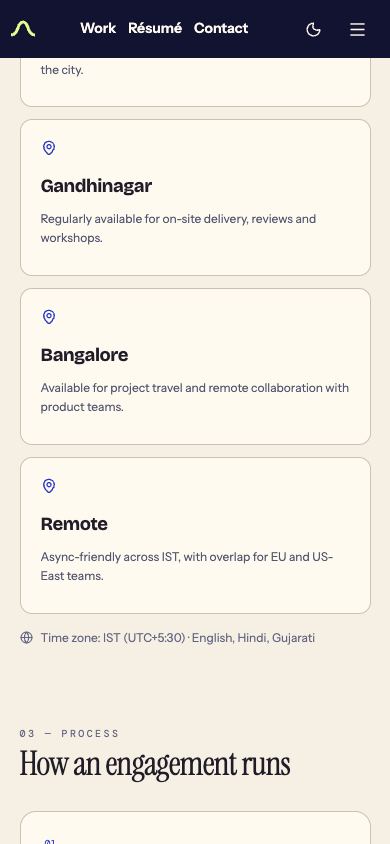 Work Résumé Contact
the city.
Gandhinagar
Regularly available for on-site delivery, reviews and
workshops.
Bangalore
Available for project travel and remote collaboration with
product teams.
Remote
Async-friendly across IST, with overlap for EU and US-
East teams.
Time zone: IST (UTC+5:30) · English, Hindi, Gujarati
03 — PROCESS
How an engagement runs
01